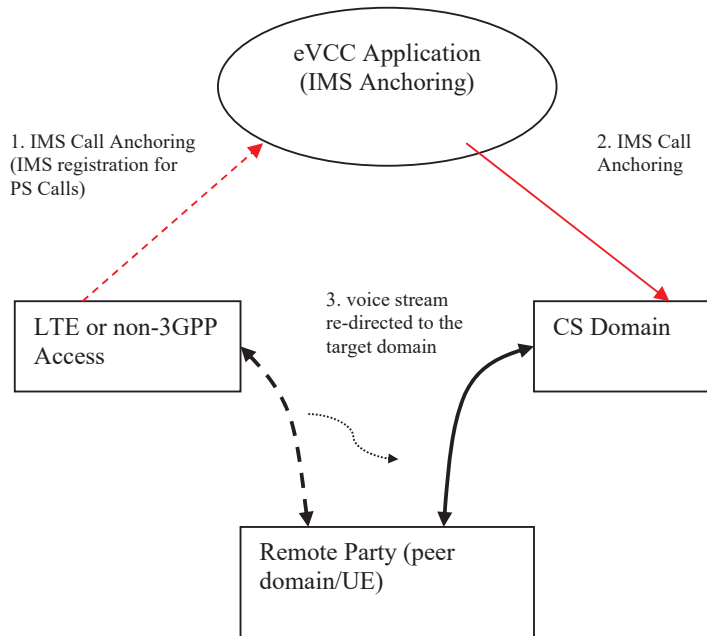 eVCC Application
(IMS Anchoring)
1. IMS Call Anchoring
(IMS registration for
PS Calls)
2. IMS Call
Anchoring
3. voice stream
re-directed to the
target domain
LTE or non-3GPP
Access
CS Domain
Remote Party (peer
domain/UE)